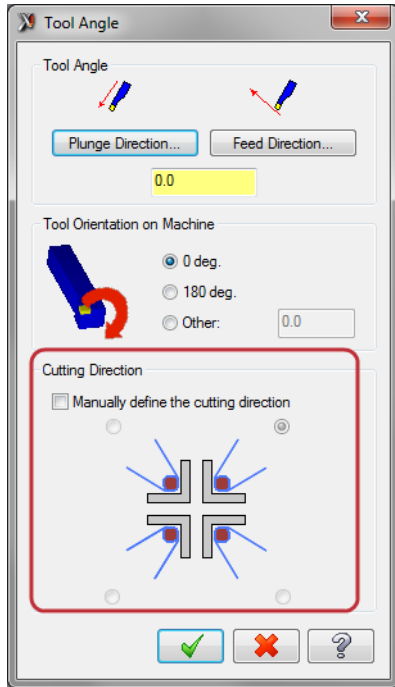 Tool Angle
Tool Angle
Plunge Direction... Feed Direction...
0.0
Tool Orientation on Machine
0 deg.
180 deg.
Other: 0.0
Cutting Direction
Manually define the cutting direction